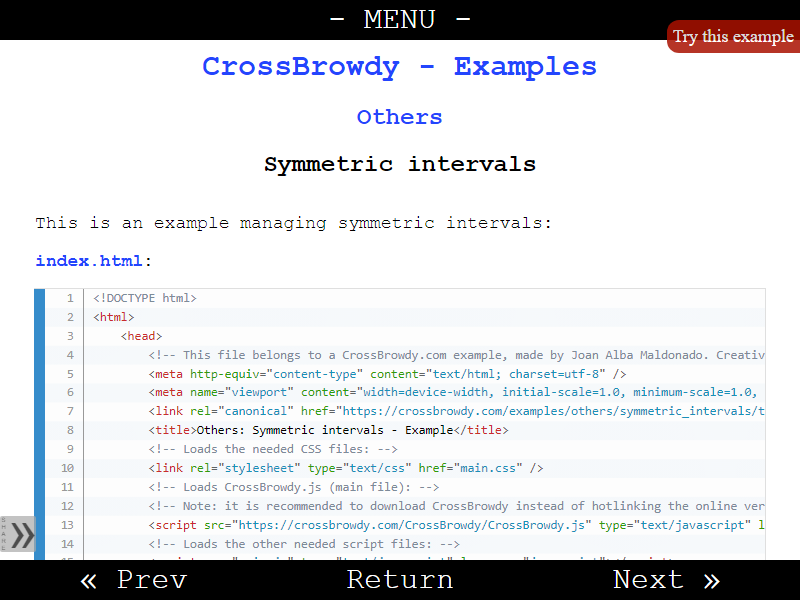 - MENU -
Try this example
CrossBrowdy - Examples
Others
Symmetric intervals
This is an example managing symmetric intervals:
index.html:
1 <!DOCTYPE html>
2 <html>
3 <head>
4 <!-- This file belongs to a CrossBrowdy.com example, made by Joan Alba Maldonado. Creativ
5 <meta http-equiv="content-type" content="text/html; charset=utf-8" />
6 <meta name="viewport" content="width=device-width, initial-scale=1.0, minimum-scale=1.0,
7 <link rel="canonical" href="https://crossbrowdy.com/examples/others/symmetric_intervals/t
8 <title>Others: Symmetric intervals - Example</title>
9 <!-- Loads the needed CSS files: -->
10 <link rel="stylesheet" type="text/css" href="main.css" />
11 <!-- Loads CrossBrowdy.js (main file): -->
12 <!-- Note: it is recommended to download CrossBrowdy instead of hotlinking the online ver
13 <script src="https://crossbrowdy.com/CrossBrowdy/CrossBrowdy.js" type="text/javascript" l
14 <!-- Loads the other needed script files: -->
SHARE »
« Prev Return Next »